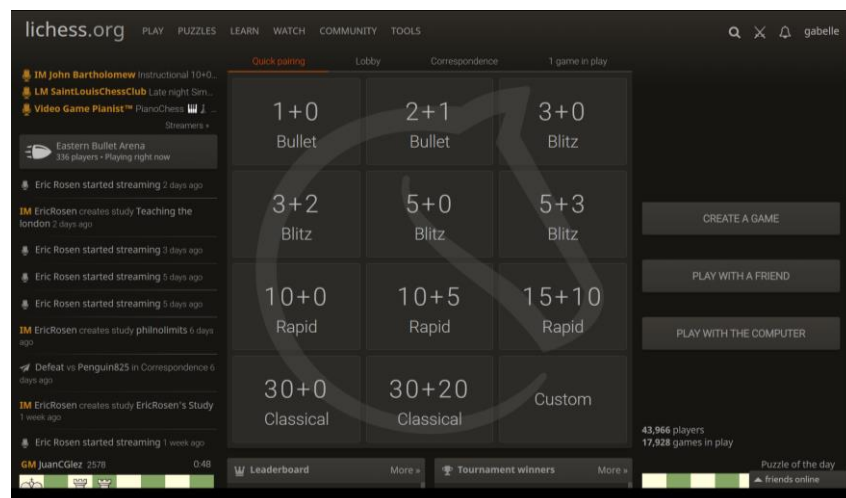 lichess.org PLAY PUZZLES LEARN WATCH COMMUNITY TOOLS gabelle
IM John Bartholomew Instructional 10+0...
LM SaintLouisChessClub Late night Sim...
Video Game Pianist™ PianoChess
Streamers »
Eastern Bullet Arena
336 players • Playing right now
Eric Rosen started streaming 2 days ago
IM EricRosen creates study Teaching the
london 2 days ago
Eric Rosen started streaming 3 days ago
Eric Rosen started streaming 5 days ago
Eric Rosen started streaming 5 days ago
IM EricRosen creates study philnolimits 6 days
ago
Defeat vs Penguin825 in Correspondence 6
days ago
IM EricRosen creates study EricRosen's Study
1 week ago
Eric Rosen started streaming 1 week ago
GM JuanCGlez 2578 0:48
Quick pairing Lobby Correspondence 1 game in play
1+0 2+1 3+0
Bullet Bullet Blitz
3+2 5+0 5+3
Blitz Blitz Blitz
10+0 10+5 15+10
Rapid Rapid Rapid
30+0 30+20 Custom
Classical Classical
Leaderboard More » Tournament winners More »
CREATE A GAME
PLAY WITH A FRIEND
PLAY WITH THE COMPUTER
43,966 players
17,928 games in play
Puzzle of the day
friends online